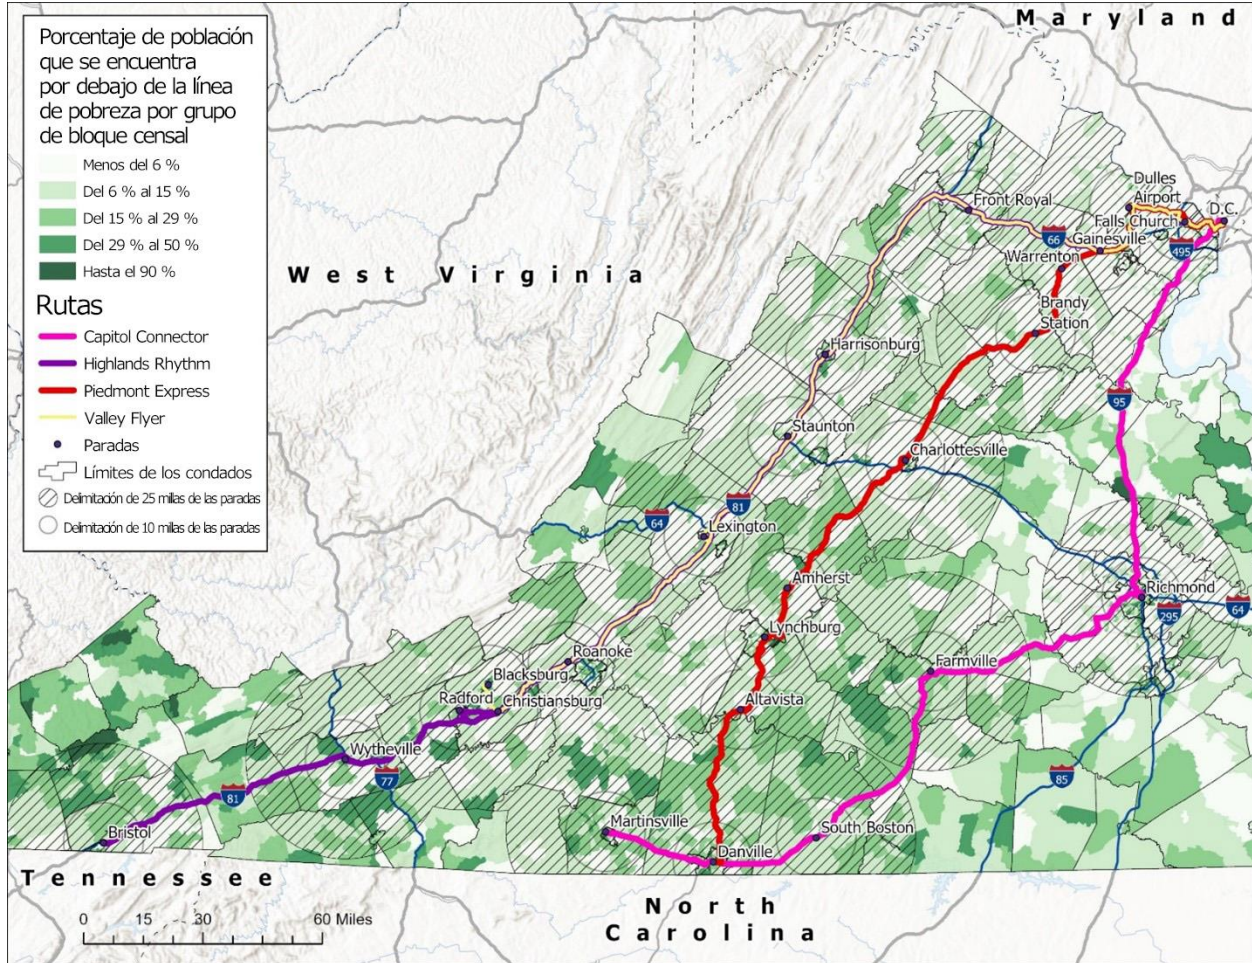 Porcentaje de población
que se encuentra
por debajo de la línea
de pobreza por grupo
de bloque censal
Menos del 6 %
Del 6 % al 15 %
Del 15 % al 29 %
Del 29 % al 50 %
Hasta el 90 %
Rutas
Capitol Connector
Highlands Rhythm
Piedmont Express
Valley Flyer
Paradas
Límites de los condados
Delimitación de 25 millas de las paradas
Delimitación de 10 millas de las paradas
Maryland
West Virginia
Dulles
Airport
D.C.
Front Royal
Falls Church
66
Gainesville
495
Warrenton
Brandy
Station
Harrisonburg
95
Staunton
Charlottesville
81
64
Lexington
Amherst
Richmond
295
64
Lynchburg
Roanoke
Farmville
Blacksburg
Radford
Christiansburg
Altavista
Wytheville
77
85
81
Bristol
Martinsville
South Boston
Danville
Tennessee
North
Carolina
0 15 30 60 Miles